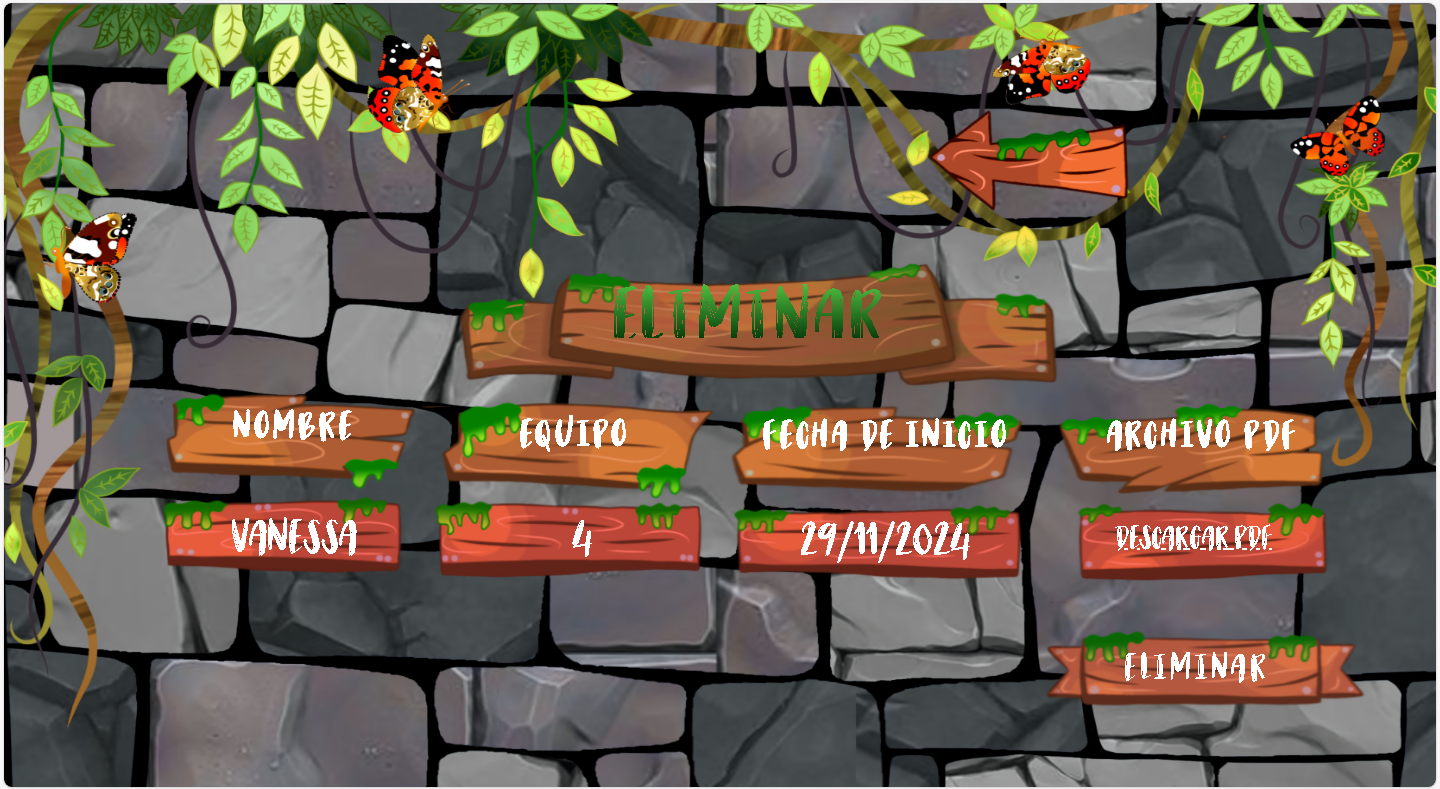 ELIMINAR
NOMBRE EQUIPO FECHA DE INICIO ARCHIVO PDF
VANESSA 4 29/11/2024 DESCARGAR PDF
ELIMINAR